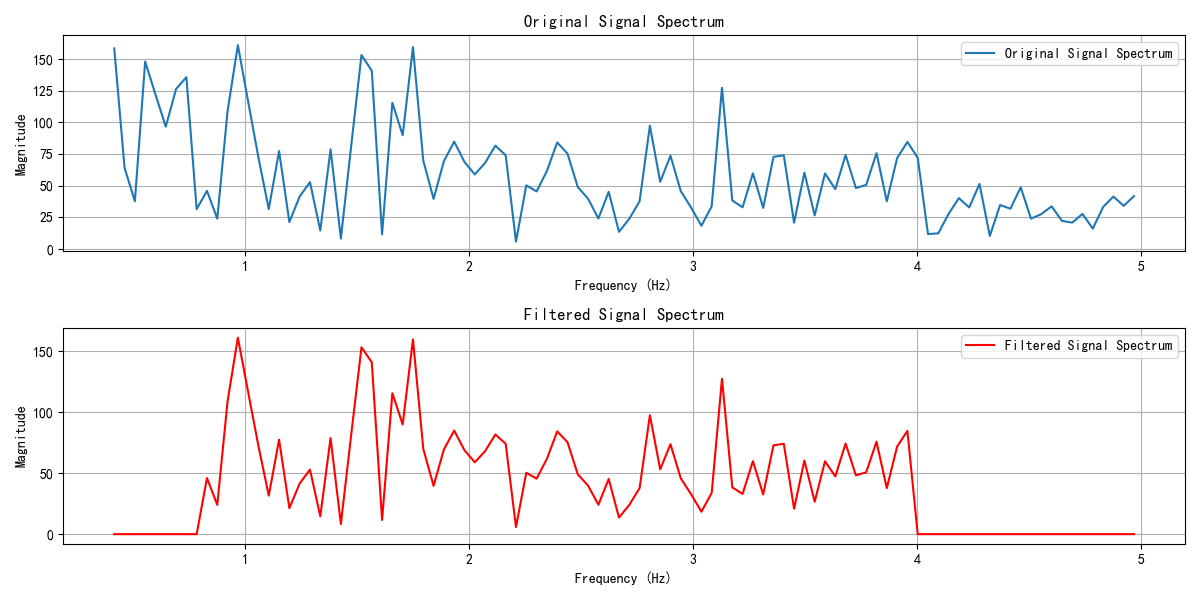 Original Signal Spectrum
Original Signal Spectrum
Magnitude
150
125
100
75
50
25
0
1 2 3 4 5
Frequency (Hz)
Filtered Signal Spectrum
Filtered Signal Spectrum
Magnitude
150
100
50
0
1 2 3 4 5
Frequency (Hz)